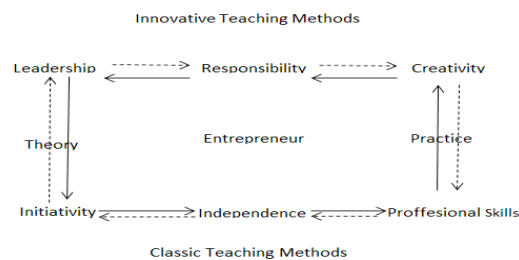 Innovative Teaching Methods
Leadership Responsibility Creativity
Theory Entrepreneur Practice
Initiativity Independence Proffesional Skills
Classic Teaching Methods